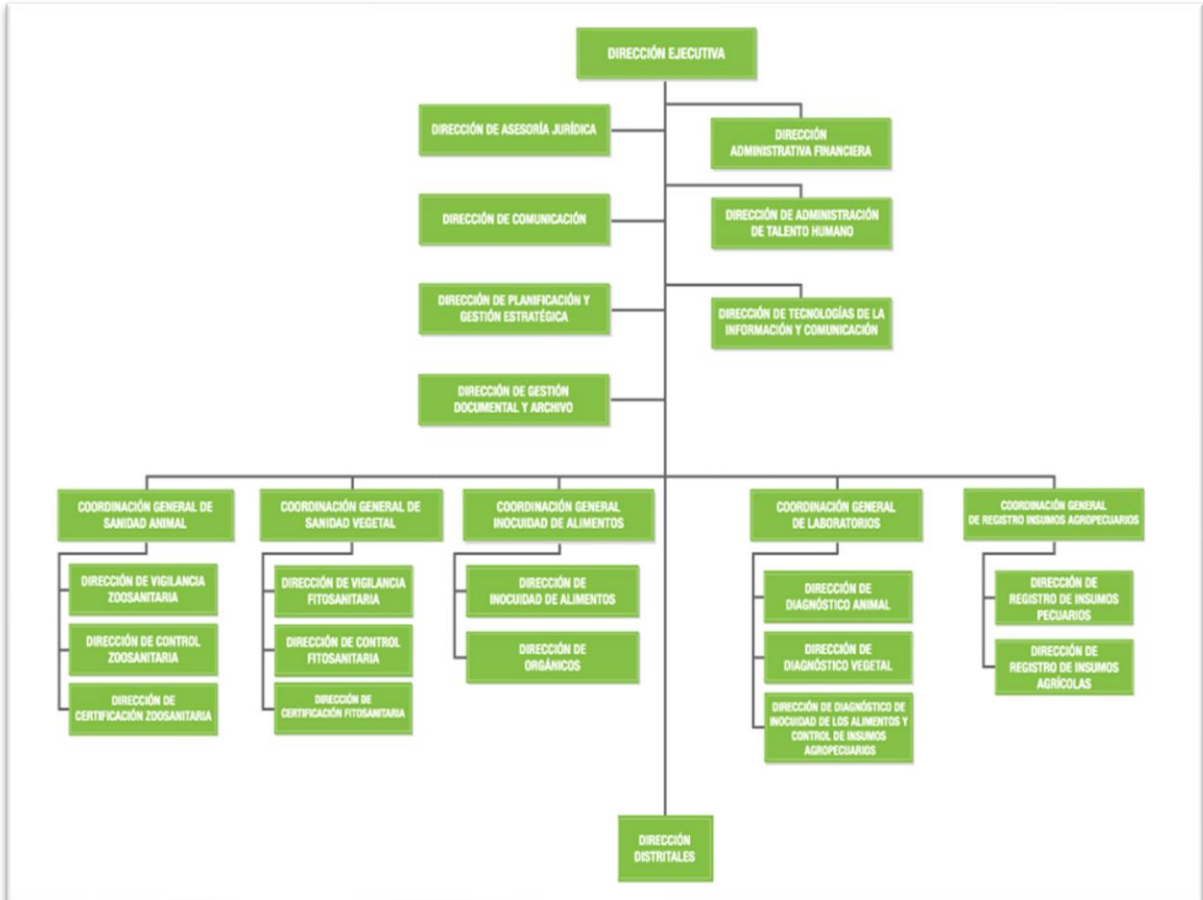 DIRECCIÓN EJECUTIVA
DIRECCIÓN DE ASESORÍA JURÍDICA
DIRECCIÓN
ADMINISTRATIVA FINANCIERA
DIRECCIÓN DE COMUNICACIÓN
DIRECCIÓN DE ADMINISTRACIÓN
DE TALENTO HUMANO
DIRECCIÓN DE PLANIFICACIÓN Y
GESTIÓN ESTRATÉGICA
DIRECCIÓN DE TECNOLOGÍAS DE LA
INFORMACIÓN Y COMUNICACIÓN
DIRECCIÓN DE GESTIÓN
DOCUMENTAL Y ARCHIVO
COORDINACIÓN GENERAL DE
SANIDAD ANIMAL
DIRECCIÓN DE VIGILANCIA
ZOOSANITARIA
DIRECCIÓN DE CONTROL
ZOOSANITARIA
DIRECCIÓN DE
CERTIFICACIÓN ZOOSANITARIA
COORDINACIÓN GENERAL DE
SANIDAD VEGETAL
DIRECCIÓN DE VIGILANCIA
FITOSANITARIA
DIRECCIÓN DE CONTROL
FITOSANITARIA
DIRECCIÓN DE
CERTIFICACIÓN FITOSANITARIA
COORDINACIÓN GENERAL
INOCUIDAD DE ALIMENTOS
DIRECCIÓN DE
INOCUIDAD DE ALIMENTOS
DIRECCIÓN DE
ORGÁNICOS
COORDINACIÓN GENERAL
DE LABORATORIOS
DIRECCIÓN DE
DIAGNÓSTICO ANIMAL
DIRECCIÓN DE
DIAGNÓSTICO VEGETAL
DIRECCIÓN DE DIAGNÓSTICO DE
INOCUIDAD DE LOS ALIMENTOS Y
CONTROL DE INSUMOS
AGROPECUARIOS
COORDINACIÓN GENERAL
DE REGISTRO INSUMOS AGROPECUARIOS
DIRECCIÓN DE
REGISTRO DE INSUMOS
PECUARIOS
DIRECCIÓN DE
REGISTRO DE INSUMOS
AGRÍCOLAS
DIRECCIÓN
DISTRITALES